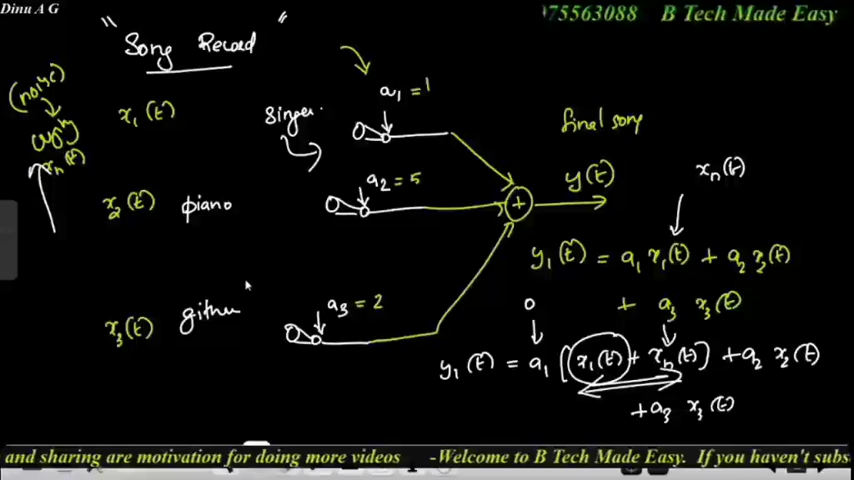 Dinu A G
975563088 B Tech Made Easy
" Song Record "
(noise)
xn(t)
x1(t)
singer
a1 = 1
final song
x2(t) piano
a2 = 5
+
y(t)
xn(t)
y1(t) = a1 x1(t) + a2 x2(t)
+ a3 x3(t)
x3(t) githu
a3 = 2
0
y1(t) = a1 [x1(t) + xn(t)] + a2 x2(t)
+a3 x3(t)
and sharing are motivation for doing more videos -Welcome to B Tech Made Easy. If you haven't subs